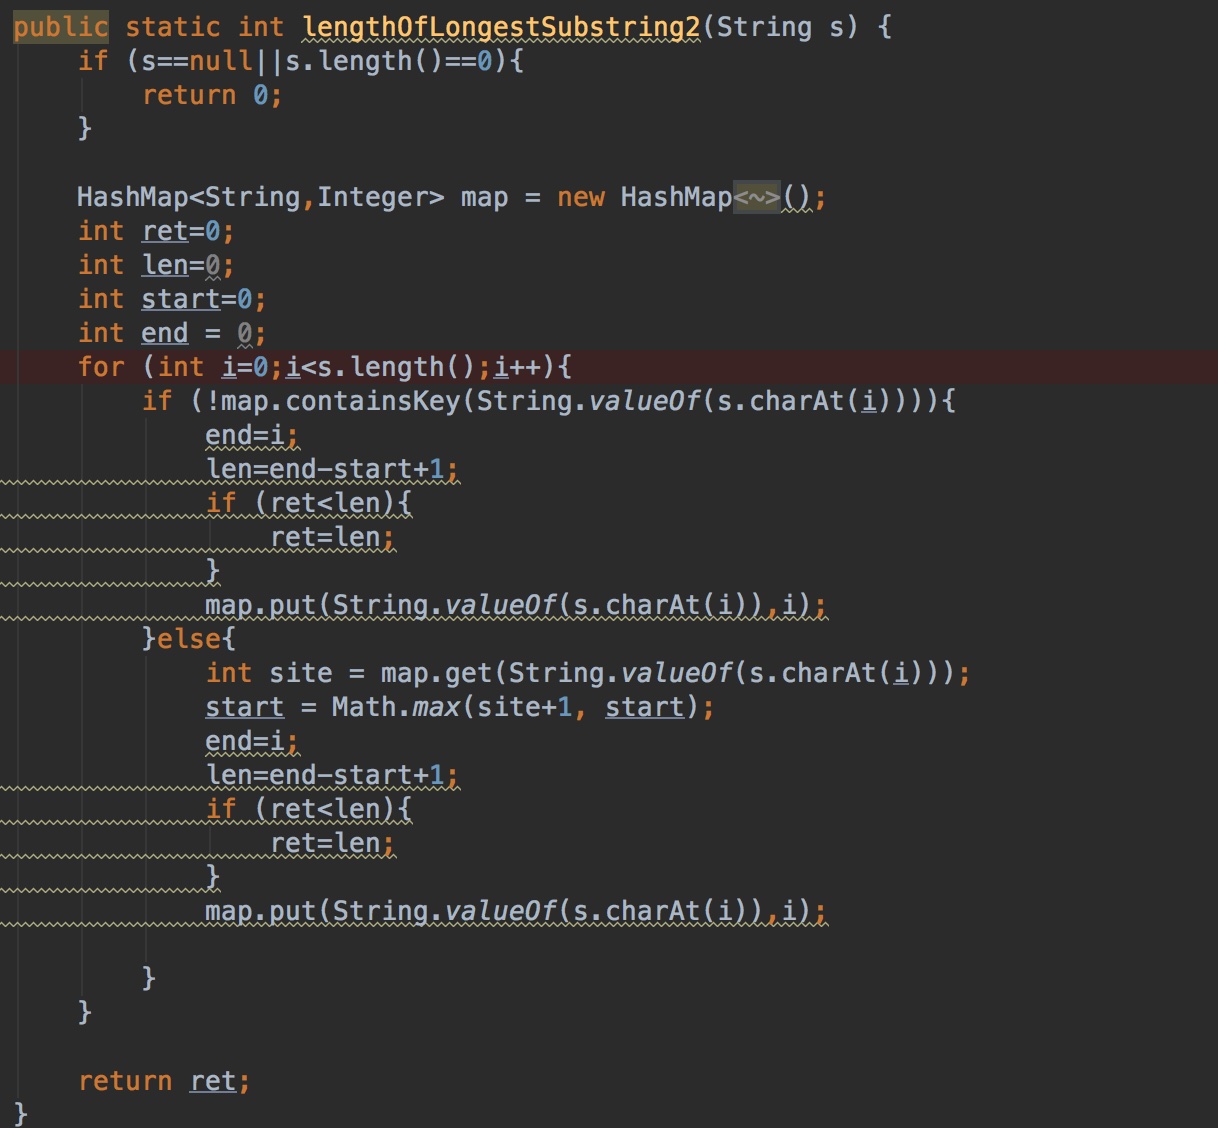 public static int lengthOfLongestSubstring2(String s) {
    if (s==null||s.length()==0){
        return 0;
    }
    HashMap<String,Integer> map = new HashMap<~>();
    int ret=0;
    int len=0;
    int start=0;
    int end = 0;
    for (int i=0;i<s.length();i++){
        if (!map.containsKey(String.valueOf(s.charAt(i)))){
            end=i;
            len=end-start+1;
            if (ret<len){
                ret=len;
            }
            map.put(String.valueOf(s.charAt(i)),i);
        }else{
            int site = map.get(String.valueOf(s.charAt(i)));
            start = Math.max(site+1, start);
            end=i;
            len=end-start+1;
            if (ret<len){
                ret=len;
            }
            map.put(String.valueOf(s.charAt(i)),i);
        }
    }
    return ret;
}